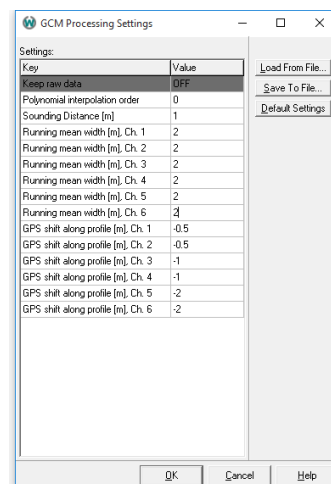 GCM Processing Settings
Settings:
Key Value
Keep raw data OFF
Polynomial interpolation order 0
Sounding Distance [m] 1
Running mean width [m], Ch. 1 2
Running mean width [m], Ch. 2 2
Running mean width [m], Ch. 3 2
Running mean width [m], Ch. 4 2
Running mean width [m], Ch. 5 2
Running mean width [m], Ch. 6 2
GPS shift along profile [m], Ch. 1 -0.5
GPS shift along profile [m], Ch. 2 -0.5
GPS shift along profile [m], Ch. 3 -1
GPS shift along profile [m], Ch. 4 -1
GPS shift along profile [m], Ch. 5 -2
GPS shift along profile [m], Ch. 6 -2
Load From File...
Save To File...
Default Settings
OK Cancel Help